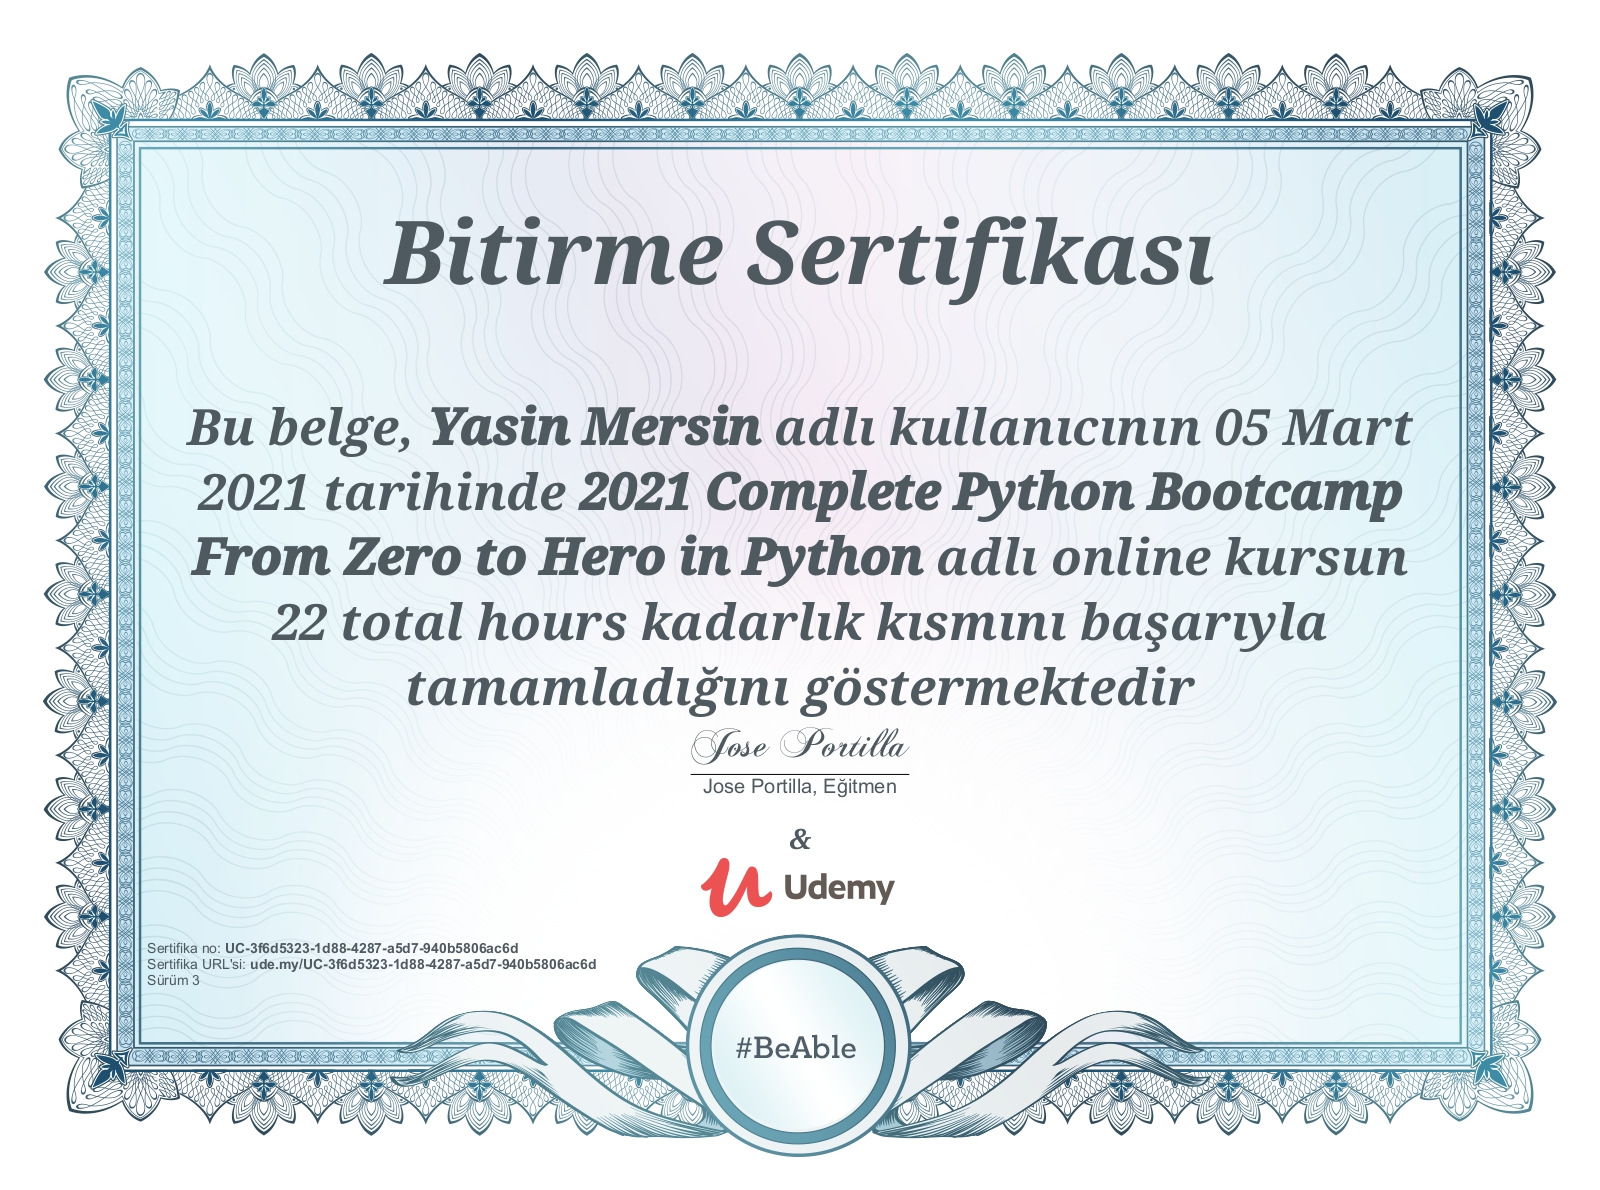 Bitirme Sertifikası
Bu belge, Yasin Mersin adlı kullanıcının 05 Mart
2021 tarihinde 2021 Complete Python Bootcamp
From Zero to Hero in Python adlı online kursun
22 total hours kadarlık kısmını başarıyla
tamamladığını göstermektedir
Jose Portilla
Jose Portilla, Eğitmen
&
Udemy
Sertifika no: UC-3f6d5323-1d88-4287-a5d7-940b5806ac6d
Sertifika URL'si: ude.my/UC-3f6d5323-1d88-4287-a5d7-940b5806ac6d
Sürüm 3
#BeAble